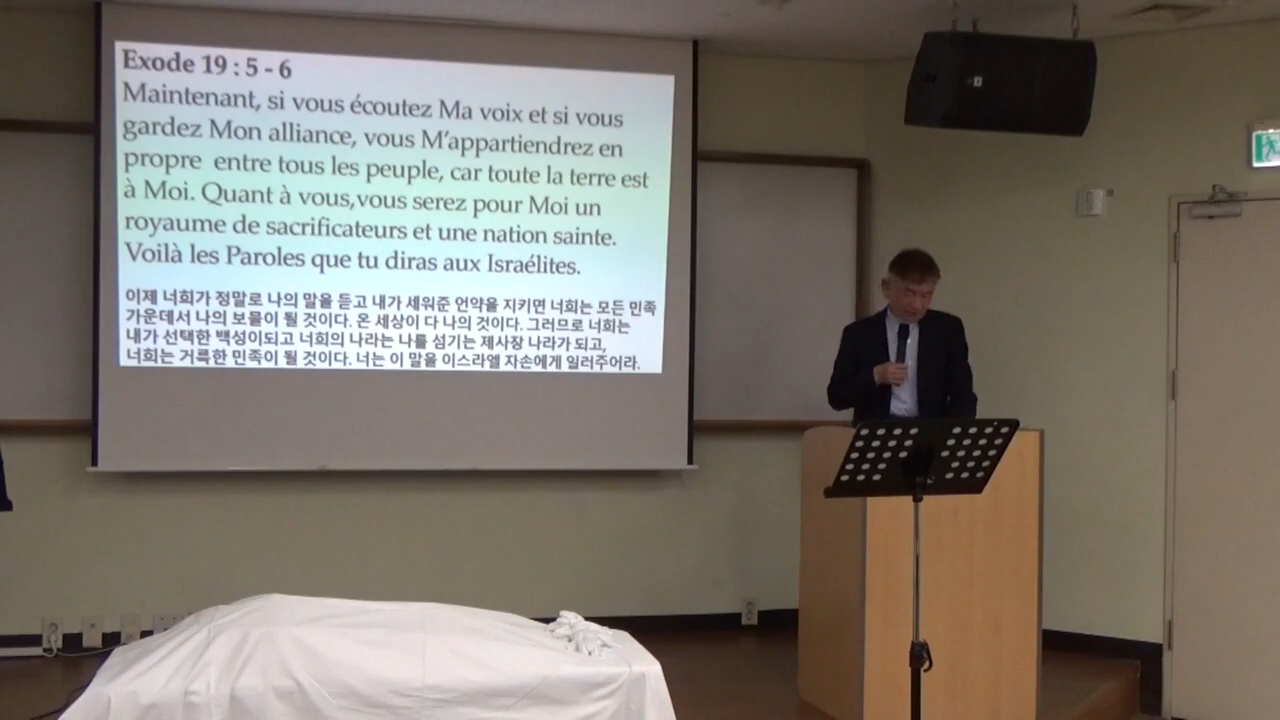 Exode 19 : 5 - 6
Maintenant, si vous écoutez Ma voix et si vous
gardez Mon alliance, vous M'appartiendrez en
propre entre tous les peuple, car toute la terre est
à Moi. Quant à vous,vous serez pour Moi un
royaume de sacrificateurs et une nation sainte.
Voilà les Paroles que tu diras aux Israélites.
이제 너희가 정말로 나의 말을 듣고 내가 세워준 언약을 지키면 너희는 모든 민족
가운데서 나의 보물이 될 것이다. 온 세상이 다 나의 것이다. 그러므로 너희는
내가 선택한 백성이되고 너희의 나라는 나를 섬기는 제사장 나라가 되고,
너희는 거룩한 민족이 될 것이다. 너는 이 말을 이스라엘 자손에게 일러주어라.